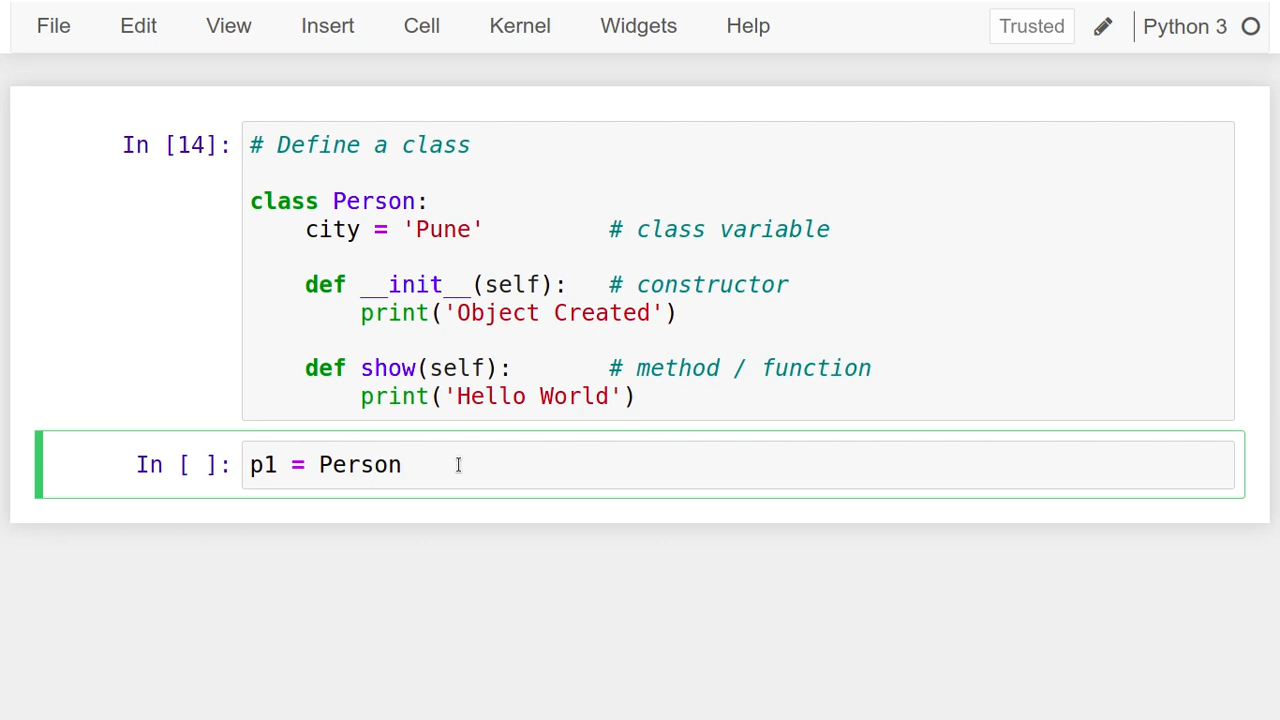 File Edit View Insert Cell Kernel Widgets Help Trusted Python 3
In [14]: # Define a class
class Person:
    city = 'Pune'         # class variable
    def __init__(self):   # constructor
        print('Object Created')
    def show(self):       # method / function
        print('Hello World')
In [ ]: p1 = Person